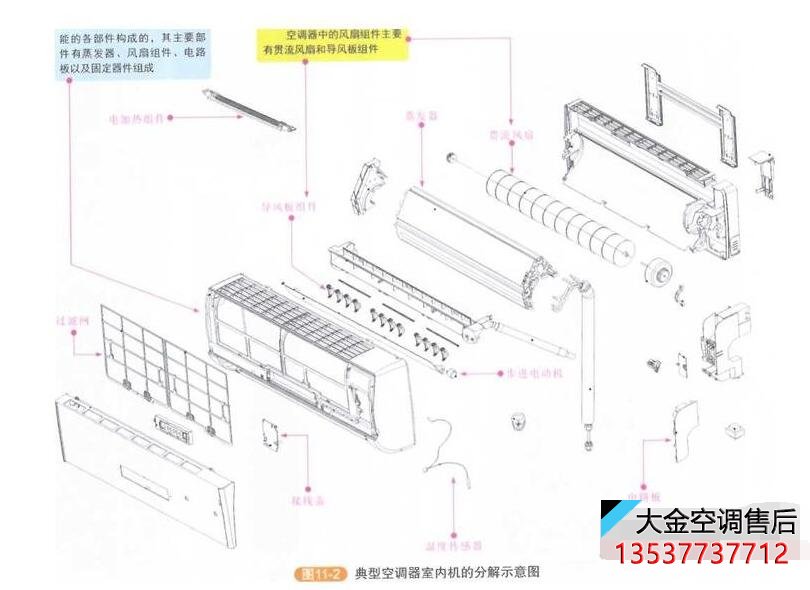 能的各部件构成的，其主要部
件有蒸发器、风扇组件、电路
板以及固定器件组成
空调器中的风扇组件主要
有贯流风扇和导风板组件
电加热组件
蒸发器
贯流风扇
导风板组件
过滤网
步进电动机
接线盖
电路板
温度传感器
大金空调售后
13537737712
图11-2 典型空调器室内机的分解示意图